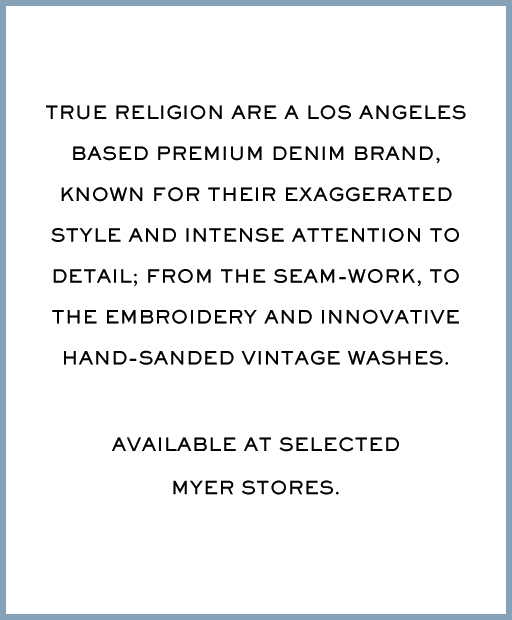 TRUE RELIGION ARE A LOS ANGELES
BASED PREMIUM DENIM BRAND,
KNOWN FOR THEIR EXAGGERATED
STYLE AND INTENSE ATTENTION TO
DETAIL; FROM THE SEAM-WORK, TO
THE EMBROIDERY AND INNOVATIVE
HAND-SANDED VINTAGE WASHES.
AVAILABLE AT SELECTED
MYER STORES.